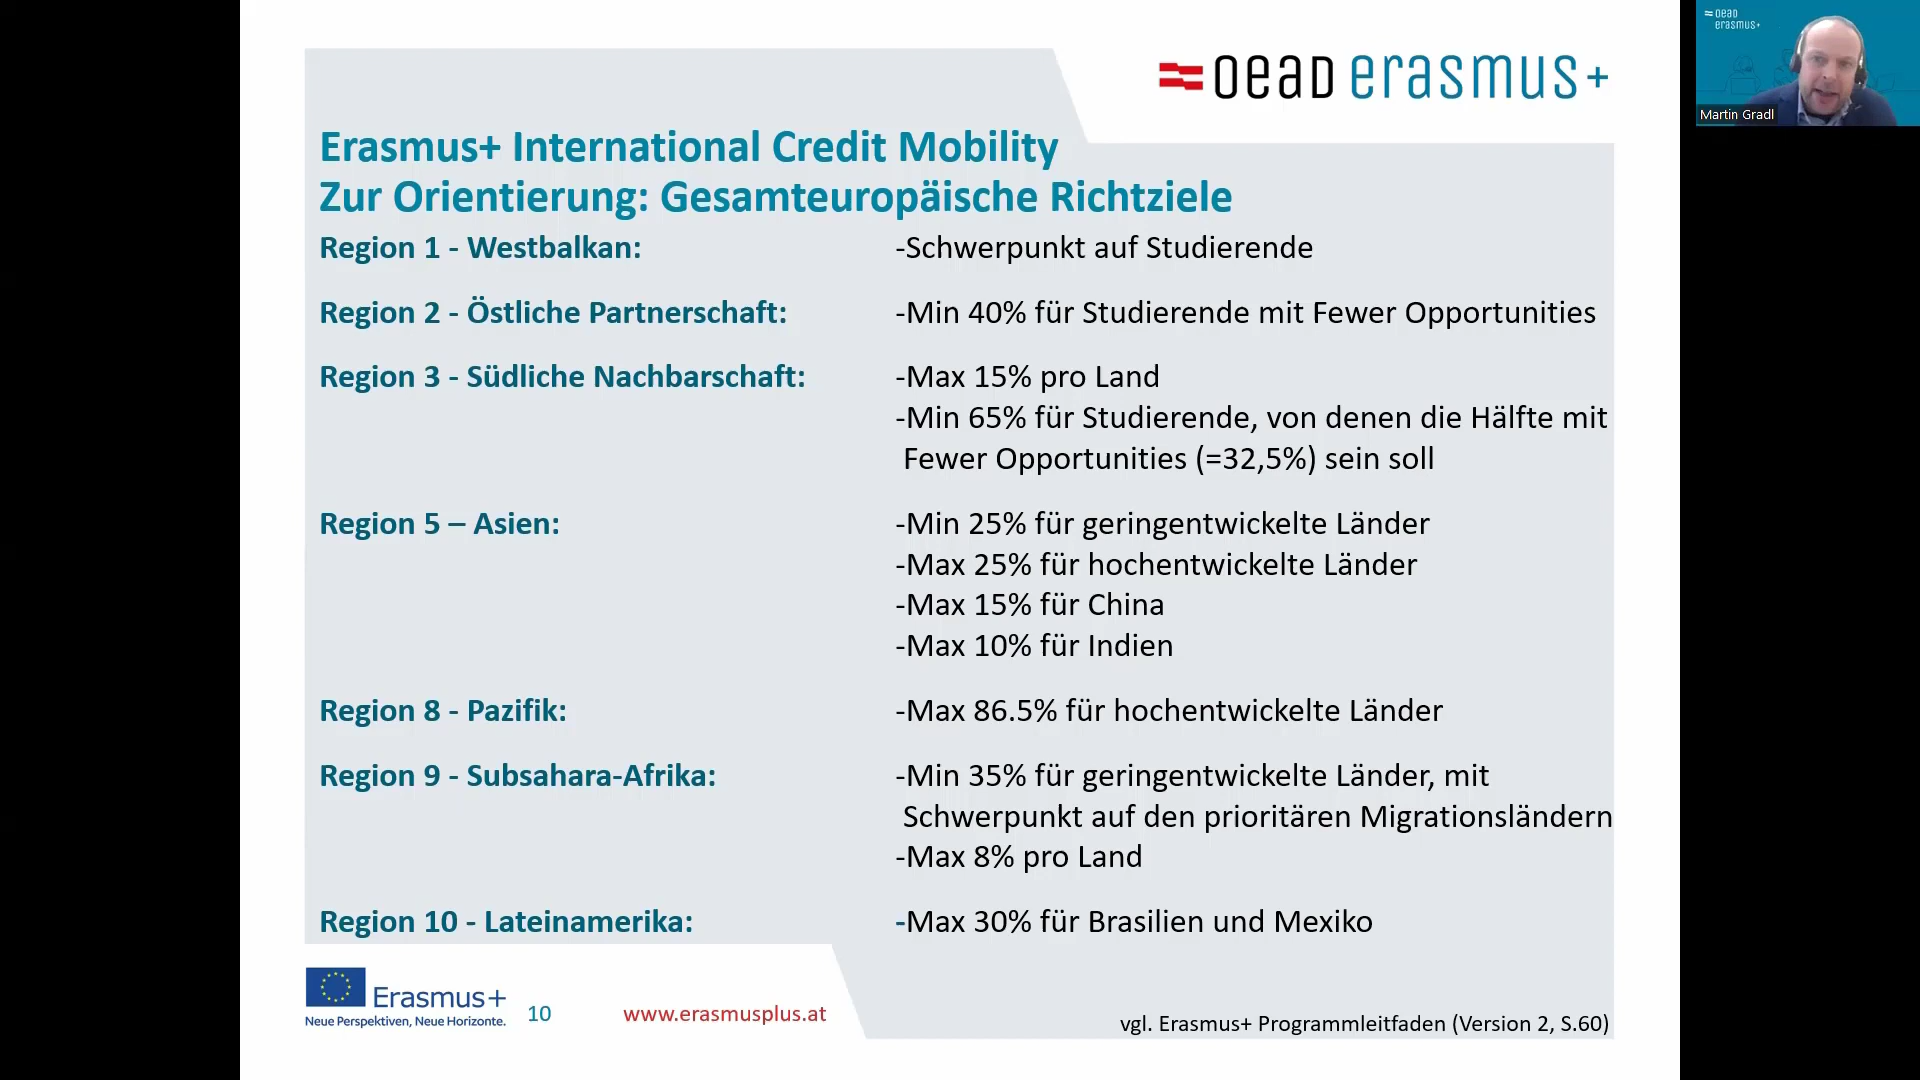 oead erasmus+
Erasmus+ International Credit Mobility
Zur Orientierung: Gesamteuropäische Richtziele
Region 1 - Westbalkan: -Schwerpunkt auf Studierende
Region 2 - Östliche Partnerschaft: -Min 40% für Studierende mit Fewer Opportunities
Region 3 - Südliche Nachbarschaft: -Max 15% pro Land
-Min 65% für Studierende, von denen die Hälfte mit
Fewer Opportunities (=32,5%) sein soll
Region 5 – Asien: -Min 25% für geringentwickelte Länder
-Max 25% für hochentwickelte Länder
-Max 15% für China
-Max 10% für Indien
Region 8 - Pazifik: -Max 86.5% für hochentwickelte Länder
Region 9 - Subsahara-Afrika: -Min 35% für geringentwickelte Länder, mit
Schwerpunkt auf den prioritären Migrationsländern
-Max 8% pro Land
Region 10 - Lateinamerika: -Max 30% für Brasilien und Mexiko
Erasmus+
Neue Perspektiven, Neue Horizonte.
10
www.erasmusplus.at
vgl. Erasmus+ Programmleitfaden (Version 2, S.60)
oead
erasmus+
Martin Gradl